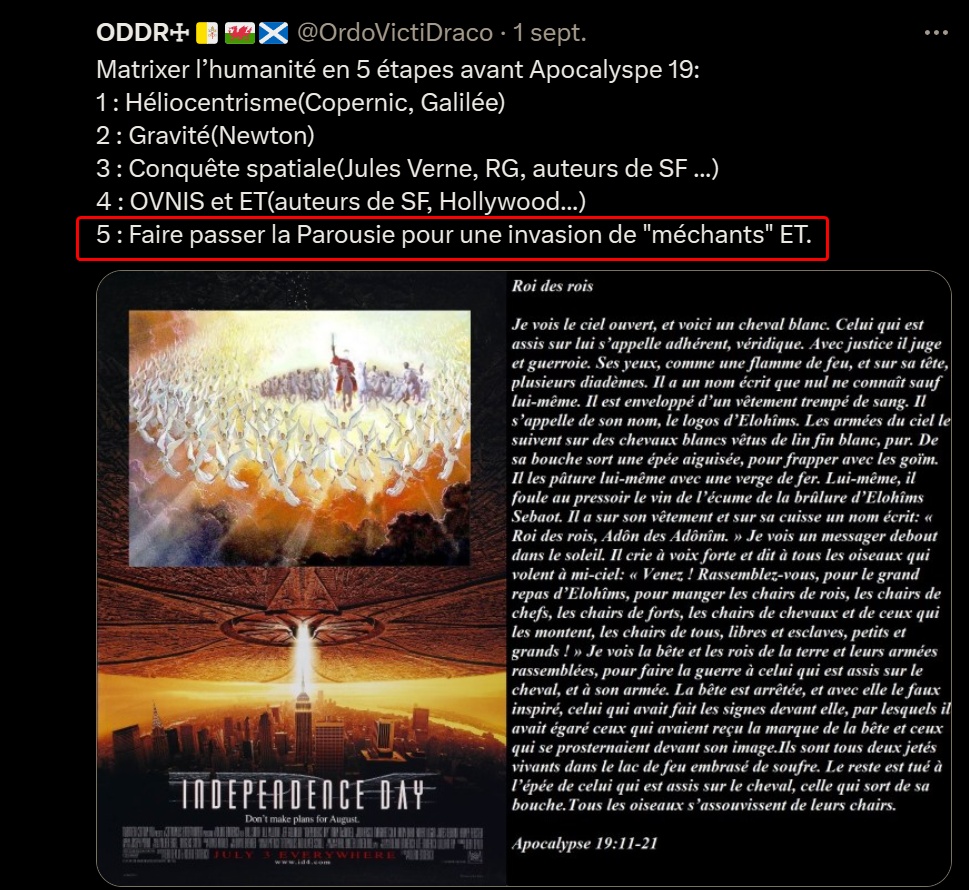 ODDR☩ 🇻🇦 🏴󠁧󠁢󠁷󠁬󠁳󠁿 🏴󠁧󠁢󠁳󠁣󠁴󠁿 @OrdoVictiDraco · 1 sept.
Matrixer l’humanité en 5 étapes avant Apocalyspe 19:
1 : Héliocentrisme(Copernic, Galilée)
2 : Gravité(Newton)
3 : Conquête spatiale(Jules Verne, RG, auteurs de SF ...)
4 : OVNIS et ET(auteurs de SF, Hollywood...)
5 : Faire passer la Parousie pour une invasion de "méchants" ET.
INDEPENDENCE DAY
Don't make plans for August.
JULY 3 EVERYWHERE
www.id4.com
Roi des rois
Je vois le ciel ouvert, et voici un cheval blanc. Celui qui est
assis sur lui s’appelle adhérent, véridique. Avec justice il juge
et guerroie. Ses yeux, comme une flamme de feu, et sur sa tête,
plusieurs diadèmes. Il a un nom écrit que nul ne connaît sauf
lui-même. Il est enveloppé d’un vêtement trempé de sang. Il
s’appelle de son nom, le logos d’Elohîms. Les armées du ciel le
suivent sur des chevaux blancs vêtus de lin fin blanc, pur. De
sa bouche sort une épée aiguisée, pour frapper avec les goïm.
Il les pâture lui-même avec une verge de fer. Lui-même, il
foule au pressoir le vin de l’écume de la brûlure d’Elohîms
Sebaot. Il a sur son vêtement et sur sa cuisse un nom écrit: «
Roi des rois, Adôn des Adônîm. » Je vois un messager debout
dans le soleil. Il crie à voix forte et dit à tous les oiseaux qui
volent à mi-ciel: « Venez ! Rassemblez-vous, pour le grand
repas d’Elohîms, pour manger les chairs de rois, les chairs de
chefs, les chairs de forts, les chairs de chevaux et de ceux qui
les montent, les chairs de tous, libres et esclaves, petits et
grands ! » Je vois la bête et les rois de la terre et leurs armées
rassemblées, pour faire la guerre à celui qui est assis sur le
cheval, et à son armée. La bête est arrêtée, et avec elle le faux
inspiré, celui qui avait fait les signes devant elle, par lesquels il
avait égaré ceux qui avaient reçu la marque de la bête et ceux
qui se prosternaient devant son image.Ils sont tous deux jetés
vivants dans le lac de feu embrasé de soufre. Le reste est tué à
l’épée de celui qui est assis sur le cheval, celle qui sort de sa
bouche.Tous les oiseaux s’assouvissent de leurs chairs.
Apocalypse 19:11-21